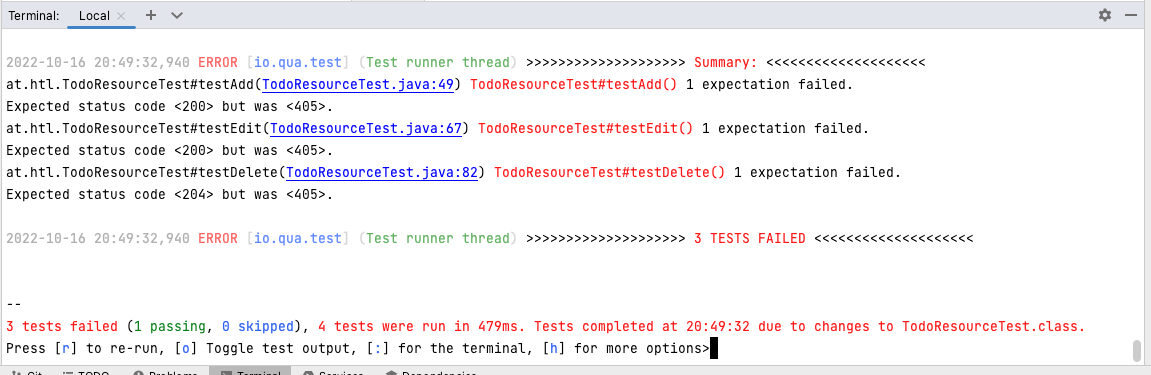 Terminal: Local × + ∨
2022-10-16 20:49:32,940 ERROR [io.qua.test] (Test runner thread) >>>>>>>>>>>>>>>>>>>> Summary: <<<<<<<<<<<<<<<<<<<<
at.htl.TodoResourceTest#testAdd(TodoResourceTest.java:49) TodoResourceTest#testAdd() 1 expectation failed.
Expected status code <200> but was <405>.
at.htl.TodoResourceTest#testEdit(TodoResourceTest.java:67) TodoResourceTest#testEdit() 1 expectation failed.
Expected status code <200> but was <405>.
at.htl.TodoResourceTest#testDelete(TodoResourceTest.java:82) TodoResourceTest#testDelete() 1 expectation failed.
Expected status code <204> but was <405>.
2022-10-16 20:49:32,940 ERROR [io.qua.test] (Test runner thread) >>>>>>>>>>>>>>>>>>>> 3 TESTS FAILED <<<<<<<<<<<<<<<<<<<<
--
3 tests failed (1 passing, 0 skipped), 4 tests were run in 479ms. Tests completed at 20:49:32 due to changes to TodoResourceTest.class.
Press [r] to re-run, [o] Toggle test output, [:] for the terminal, [h] for more options>
Git TODO Problems Terminal Services Dependencies